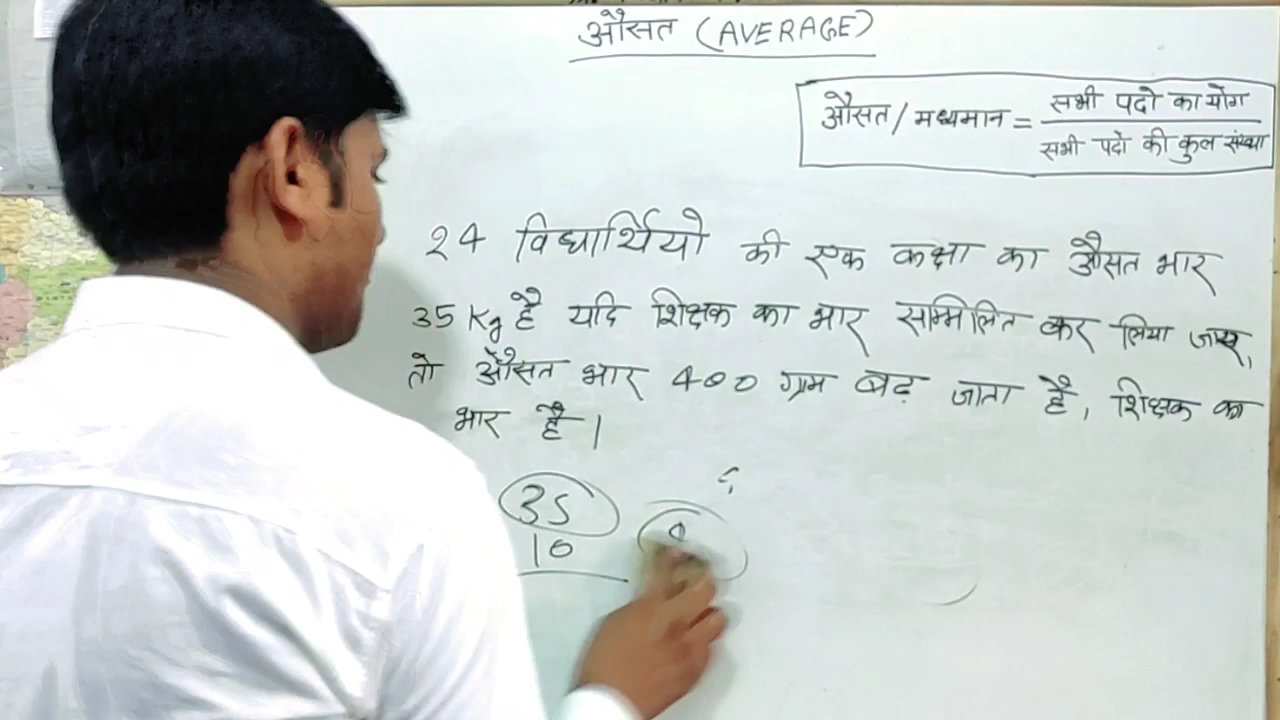 औसत (AVERAGE)
औसत / मध्यमान = सभी पदो का योग
सभी पदो की कुल संख्या
24 विद्यार्थियो की एक कक्षा का औसत भार
35 Kg है यदि शिक्षक का भार सम्मिलित कर लिया जाए,
तो औसत भार 400 ग्राम बढ़ जाता है, शिक्षक का
भार है |
35
10